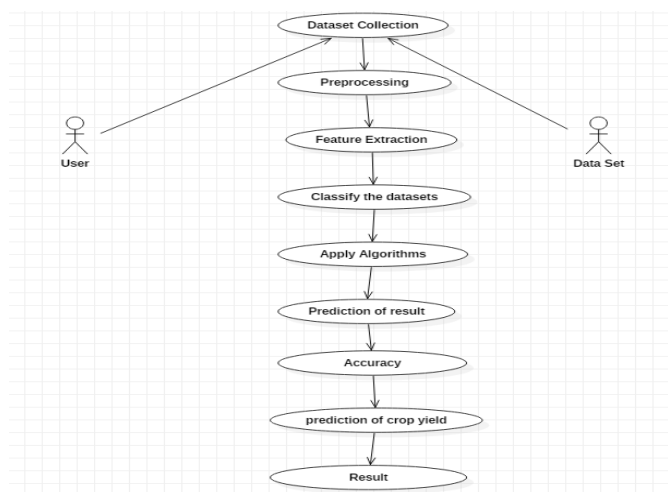 Dataset Collection
Preprocessing
User
Feature Extraction
Data Set
Classify the datasets
Apply Algorithms
Prediction of result
Accuracy
prediction of crop yield
Result